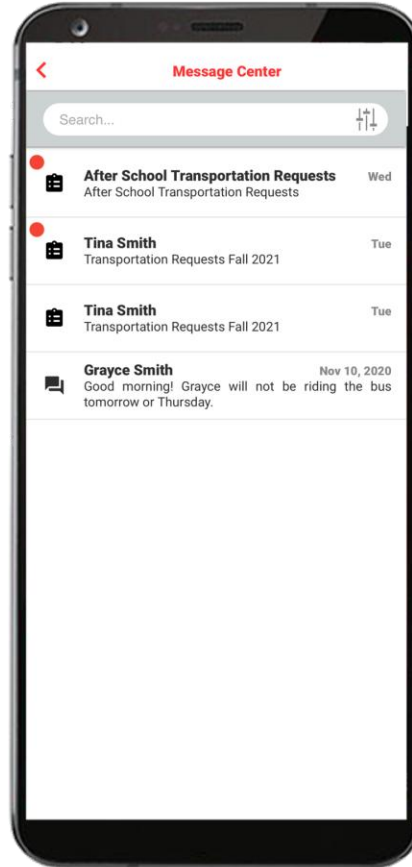 Message Center
Search...
After School Transportation Requests Wed
After School Transportation Requests
Tina Smith Tue
Transportation Requests Fall 2021
Tina Smith Tue
Transportation Requests Fall 2021
Grayce Smith Nov 10, 2020
Good morning! Grayce will not be riding the bus
tomorrow or Thursday.